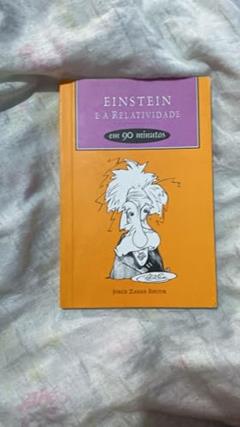 EINSTEIN
E A RELATIVIDADE
em 90 minutos
JORGE ZAHAR EDITOR